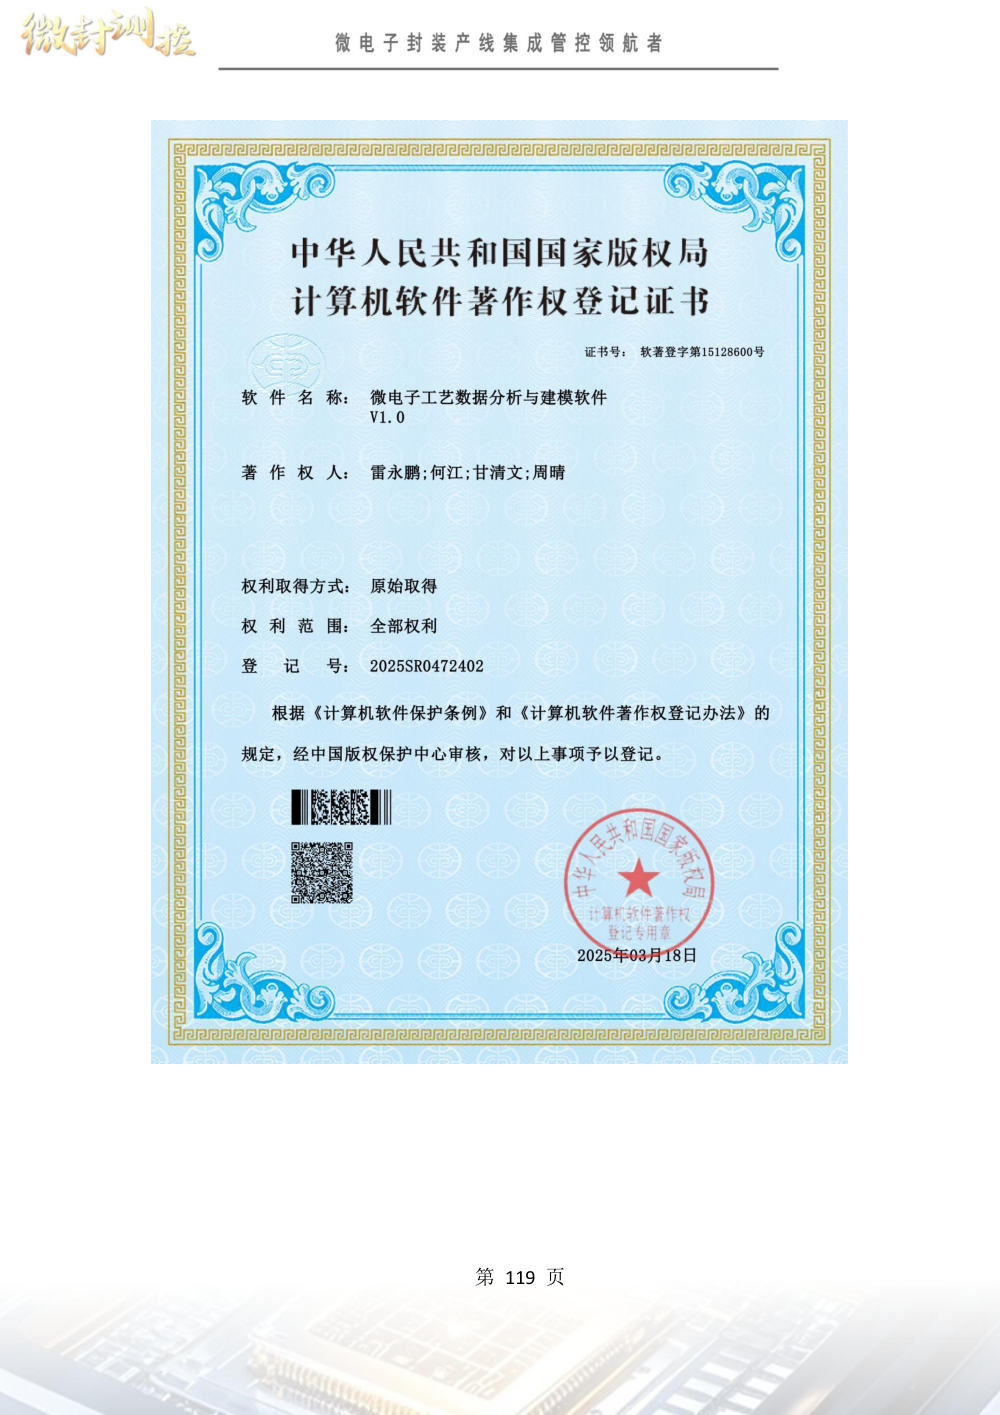 微封训控
微电子封装产线集成管控领航者
中华人民共和国国家版权局
计算机软件著作权登记证书
证书号： 软著登字第15128600号
软件名称： 微电子工艺数据分析与建模软件
V1.0
著作权人： 雷永鹏;何江;甘清文;周晴
权利取得方式： 原始取得
权利范围： 全部权利
登记号： 2025SR0472402
根据《计算机软件保护条例》和《计算机软件著作权登记办法》的
规定，经中国版权保护中心审核，对以上事项予以登记。
中华人民共和国国家版权局
计算机软件著作权
登记专用章
2025年03月18日
第 119 页